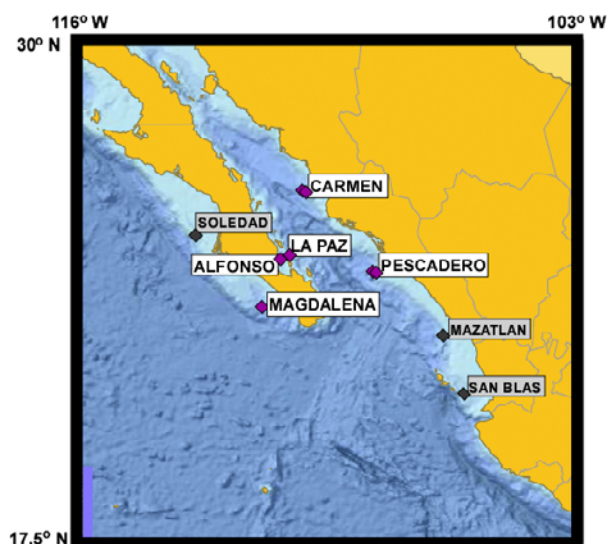 116° W
103° W
30° N
CARMEN
SOLEDAD
LA PAZ
ALFONSO
PESCADERO
MAGDALENA
MAZATLAN
SAN BLAS
17.5° N